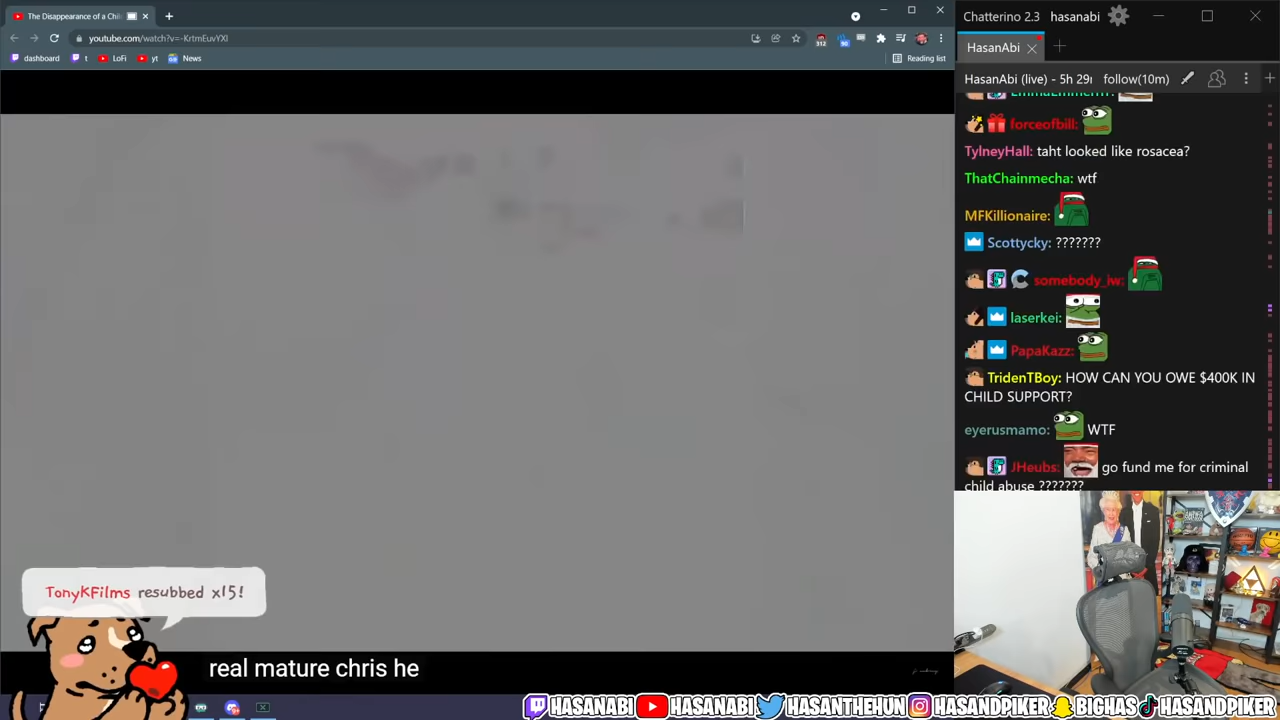 The Disappearance of a Chi
youtube.com/watch?v=-KrtmEuvYXI
312
90
dashboard
t
LoFi
yt
News
Reading list
TonyKFilms resubbed x15!
real mature chris he
Chatterino 2.3
hasanabi
HasanAbi
HasanAbi (live) - 5h 29
follow(10m)
forceofbill:
TylneyHall: taht looked like rosacea?
ThatChainmecha: wtf
MFKillionaire:
Scottycky: ???????
somebody_iw:
laserkei:
PapaKazz:
TridenTBoy: HOW CAN YOU OWE $400K IN
CHILD SUPPORT?
eyerusmamo: WTF
JHeubs: go fund me for criminal
child abuse ???????
HASANABI HASANABI HASANTHEHUN HASANDPIKER BIGHAS HASANDPIKER